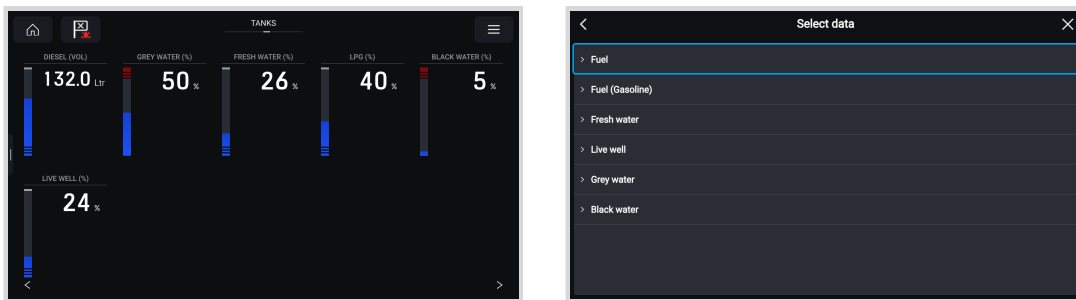 TANKS
DIESEL (VOL) GREY WATER (%) FRESH WATER (%) LPG (%) BLACK WATER (%)
132.0 Ltr 50 % 26 % 40 % 5 %
LIVE WELL (%)
24 %
Select data
Fuel
Fuel (Gasoline)
Fresh water
Live well
Grey water
Black water